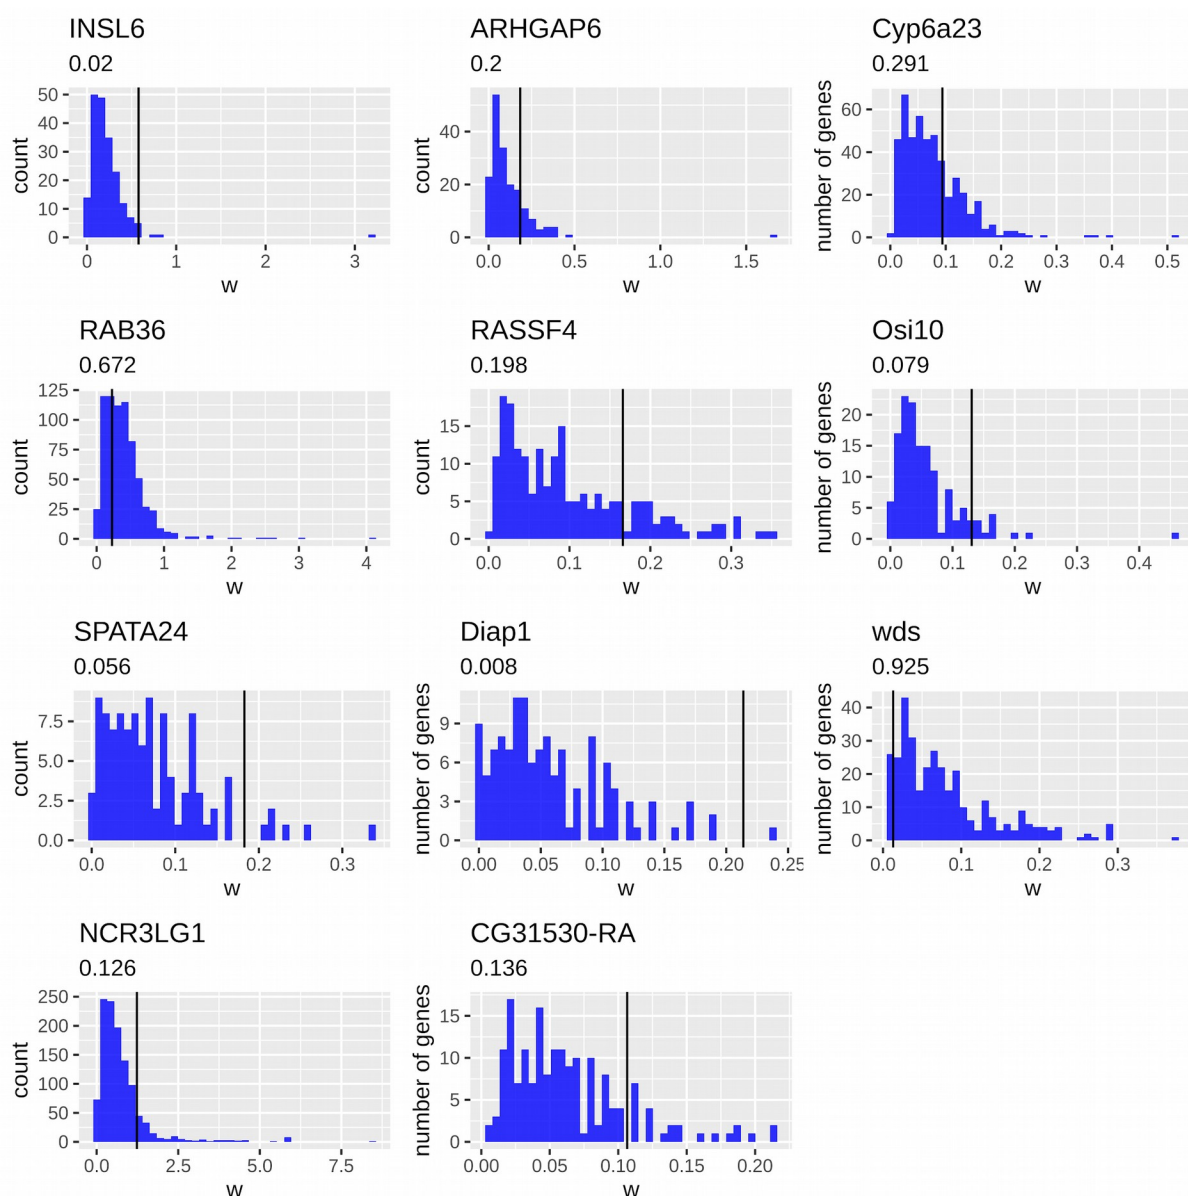 INSL6
0.02
count
50
40
30
20
10
0
0 1 2 3
w
ARHGAP6
0.2
count
40
20
0
0.0 0.5 1.0 1.5
w
Cyp6a23
0.291
number of genes
60
40
20
0
0.0 0.1 0.2 0.3 0.4 0.5
w
RAB36
0.672
count
125
100
75
50
25
0
0 1 2 3 4
w
RASSF4
0.198
count
15
10
5
0
0.0 0.1 0.2 0.3
w
Osi10
0.079
number of genes
20
15
10
5
0
0.0 0.1 0.2 0.3 0.4
w
SPATA24
0.056
count
7.5
5.0
2.5
0.0
0.0 0.1 0.2 0.3
w
Diap1
0.008
number of genes
9
6
3
0
0.00 0.05 0.10 0.15 0.20 0.25
w
wds
0.925
number of genes
40
30
20
10
0
0.0 0.1 0.2 0.3
w
NCR3LG1
0.126
count
250
200
150
100
50
0
0.0 2.5 5.0 7.5
w
CG31530-RA
0.136
number of genes
15
10
5
0
0.00 0.05 0.10 0.15 0.20
w